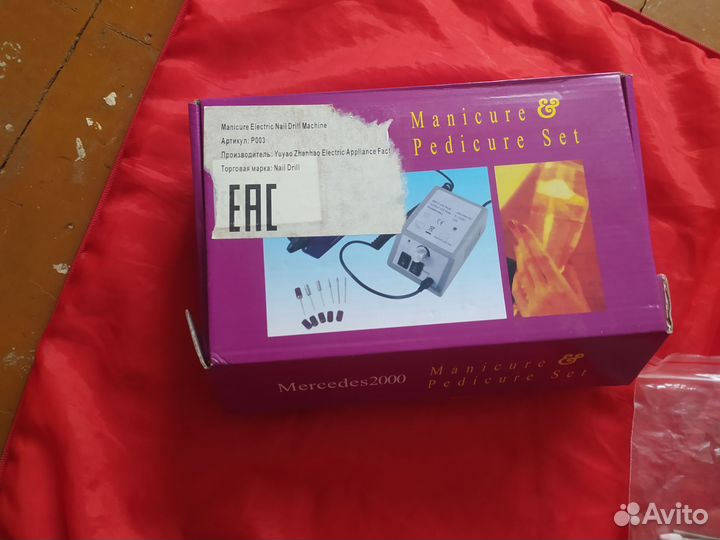 Manicure Electric Nail Drill Machine
Артикул: P003
Производитель: Yuyao Zhenhao Electric Appliance Fact
Торговая марка: Nail Drill
EAC
Manicure &
Pedicure Set
Mercedes2000
Manicure &
Pedicure Set
Avito